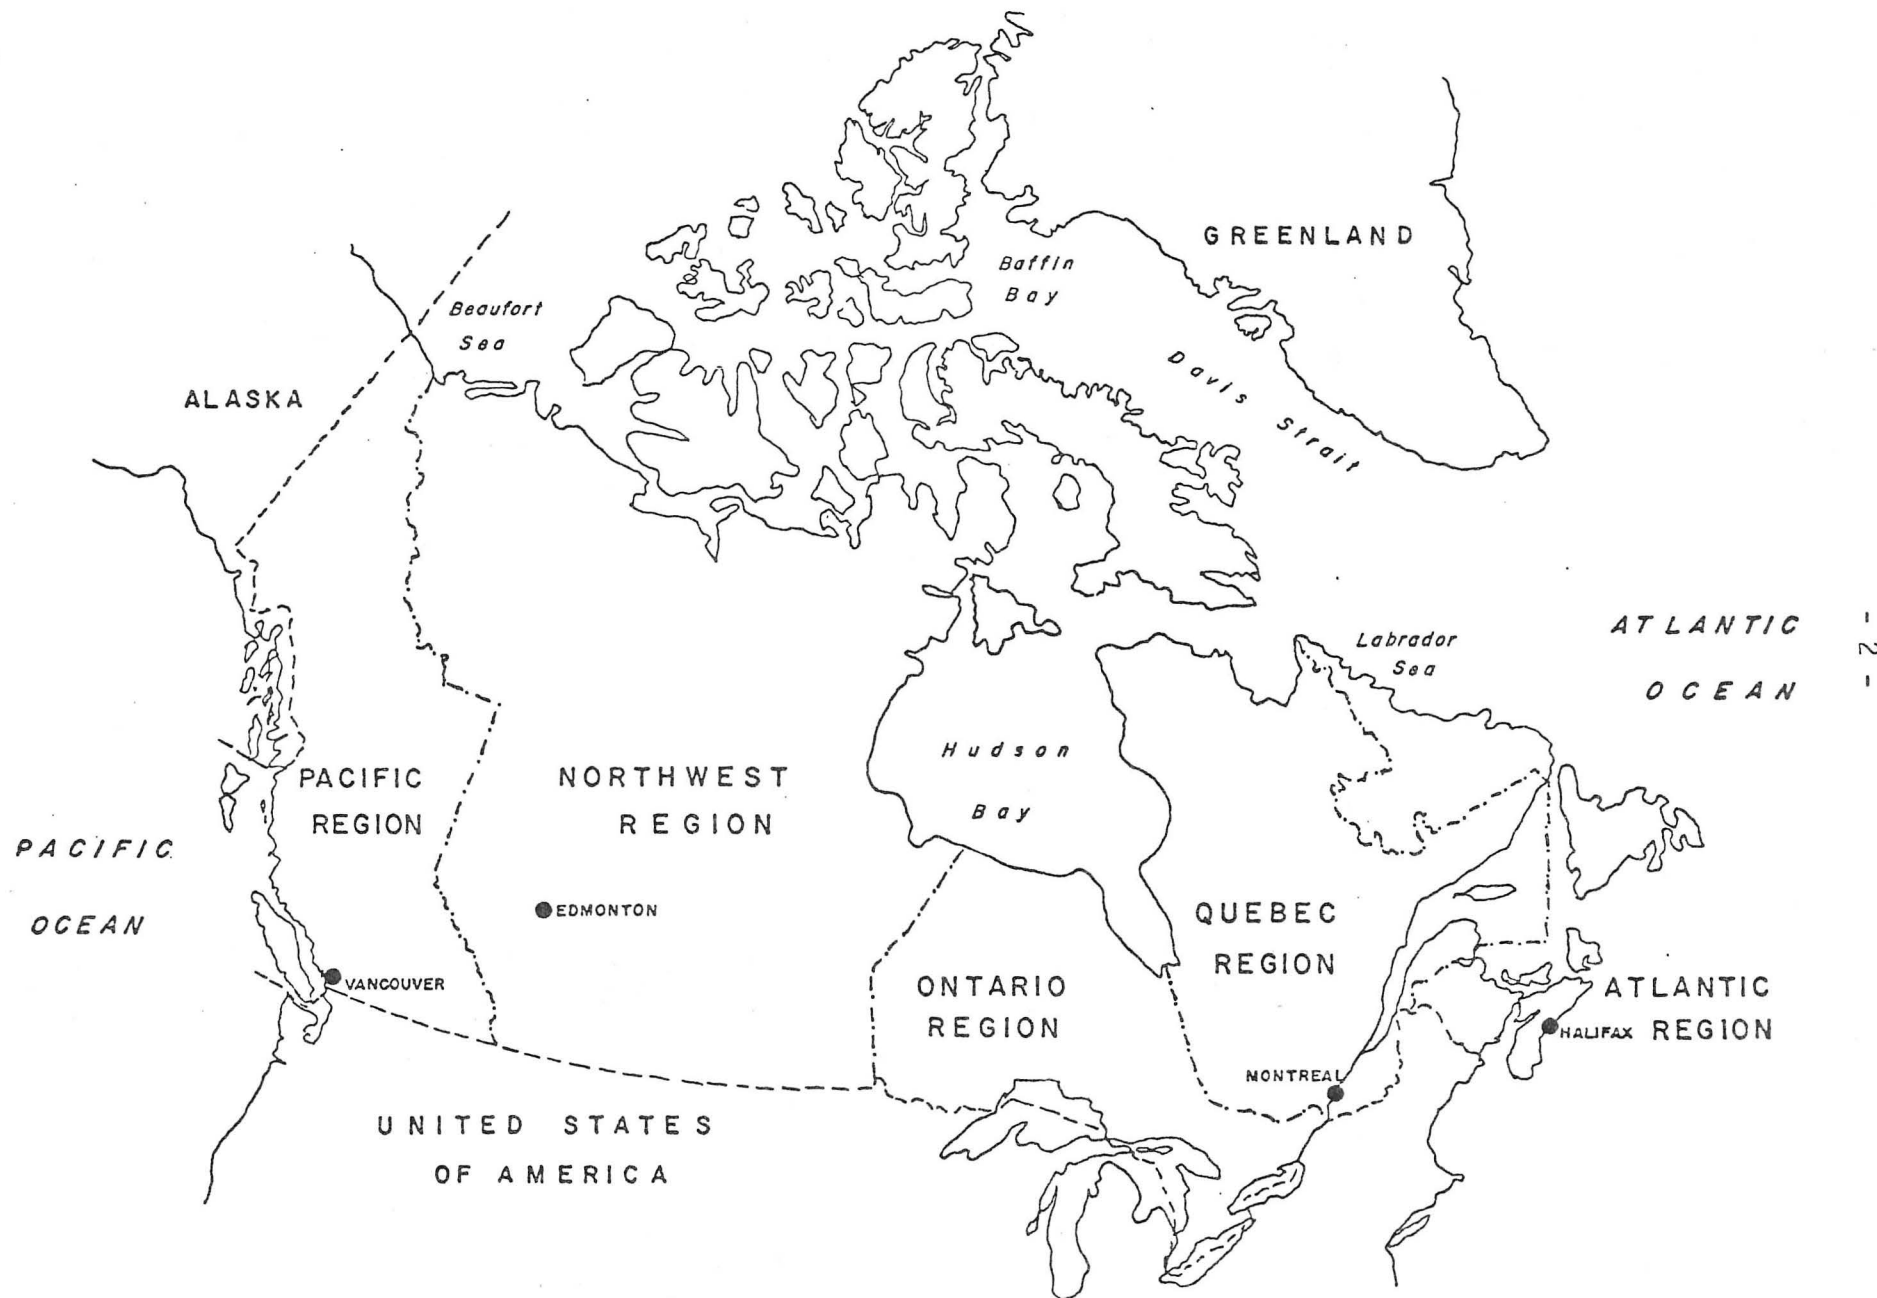 GREENLAND
Baffin
Bay
Beaufort
Sea
Davis Strait
ALASKA
ATLANTIC
OCEAN
- 2 -
Labrador
Sea
Hudson
Bay
PACIFIC
REGION
NORTHWEST
REGION
PACIFIC
OCEAN
EDMONTON
QUEBEC
REGION
VANCOUVER
ONTARIO
REGION
ATLANTIC
REGION
HALIFAX
MONTREAL
UNITED STATES
OF AMERICA